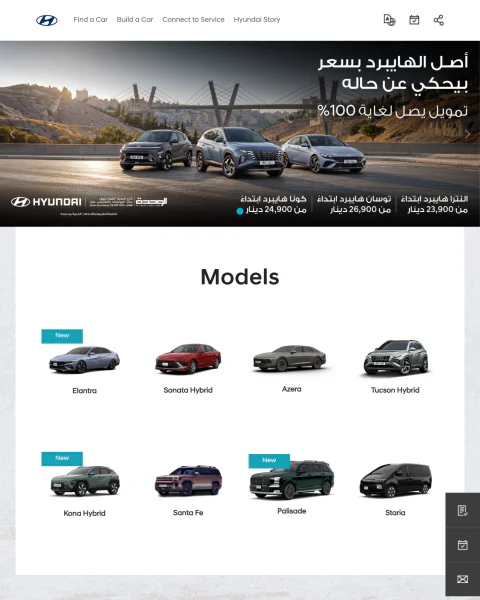 Find a Car
Build a Car
Connect to Service
Hyundai Story
أصل الهايبرد بسعر
بيحكي عن حاله
تمويل يصل لغاية 100%
النترا هايبرد ابتداءً
من 23,900 دينار
توسان هايبرد ابتداءً
من 26,900 دينار
كونا هايبرد ابتداءً
من 24,900 دينار
HYUNDAI
الوحدة
Models
New
Elantra
Sonata Hybrid
Azera
Tucson Hybrid
New
Kona Hybrid
Santa Fe
New
Palisade
Staria